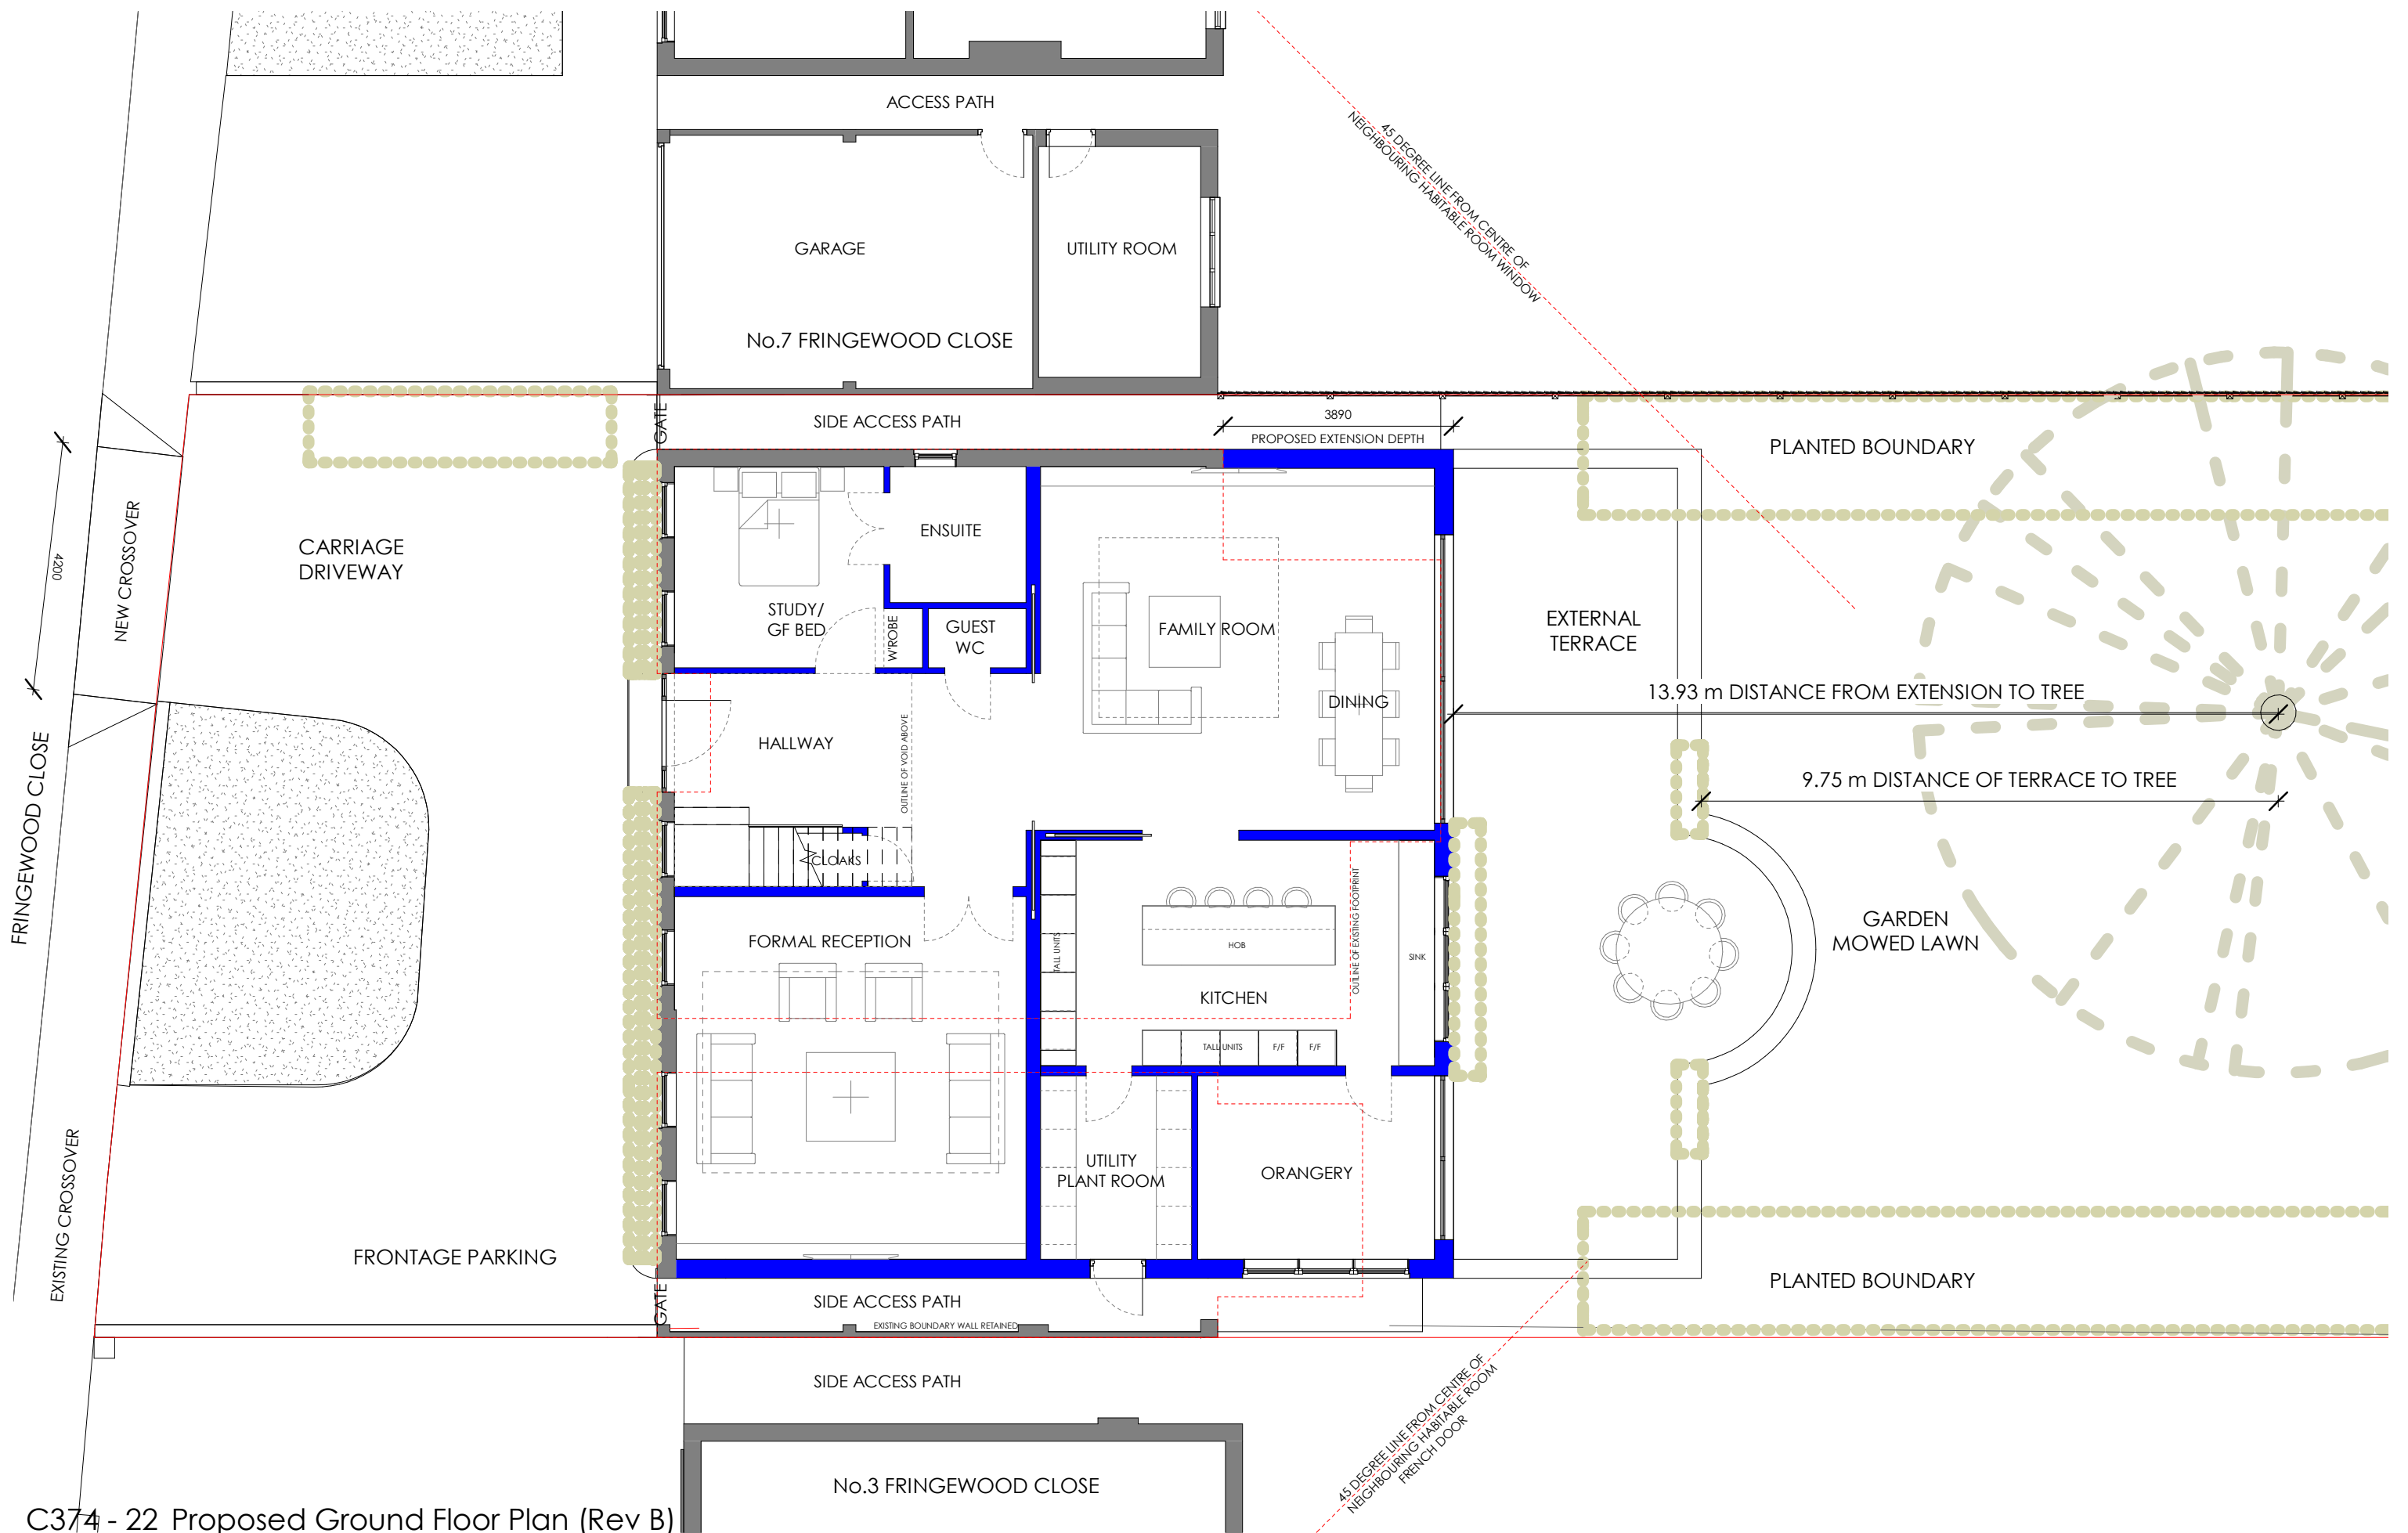 ACCESS PATH
45 DEGREE LINE FROM CENTRE OF
NEIGHBOURING HABITABLE ROOM WINDOW
GARAGE
UTILITY ROOM
No.7 FRINGEWOOD CLOSE
GATE
SIDE ACCESS PATH
3890
PROPOSED EXTENSION DEPTH
PLANTED BOUNDARY
4200
NEW CROSSOVER
CARRIAGE
DRIVEWAY
ENSUITE
STUDY/
GF BED
W'ROBE
GUEST
WC
FAMILY ROOM
DINING
EXTERNAL
TERRACE
13.93 m DISTANCE FROM EXTENSION TO TREE
9.75 m DISTANCE OF TERRACE TO TREE
HALLWAY
OUTLINE OF VOID ABOVE
CLOAKS
FRINGEWOOD CLOSE
FORMAL RECEPTION
TALL UNITS
HOB
OUTLINE OF EXISTING FOOTPRINT
SINK
KITCHEN
TALL UNITS
F/F
F/F
GARDEN
MOWED LAWN
UTILITY
PLANT ROOM
ORANGERY
EXISTING CROSSOVER
FRONTAGE PARKING
GATE
SIDE ACCESS PATH
EXISTING BOUNDARY WALL RETAINED
PLANTED BOUNDARY
SIDE ACCESS PATH
45 DEGREE LINE FROM CENTRE OF
NEIGHBOURING HABITABLE ROOM
FRENCH DOOR
No.3 FRINGEWOOD CLOSE
C374 - 22 Proposed Ground Floor Plan (Rev B)